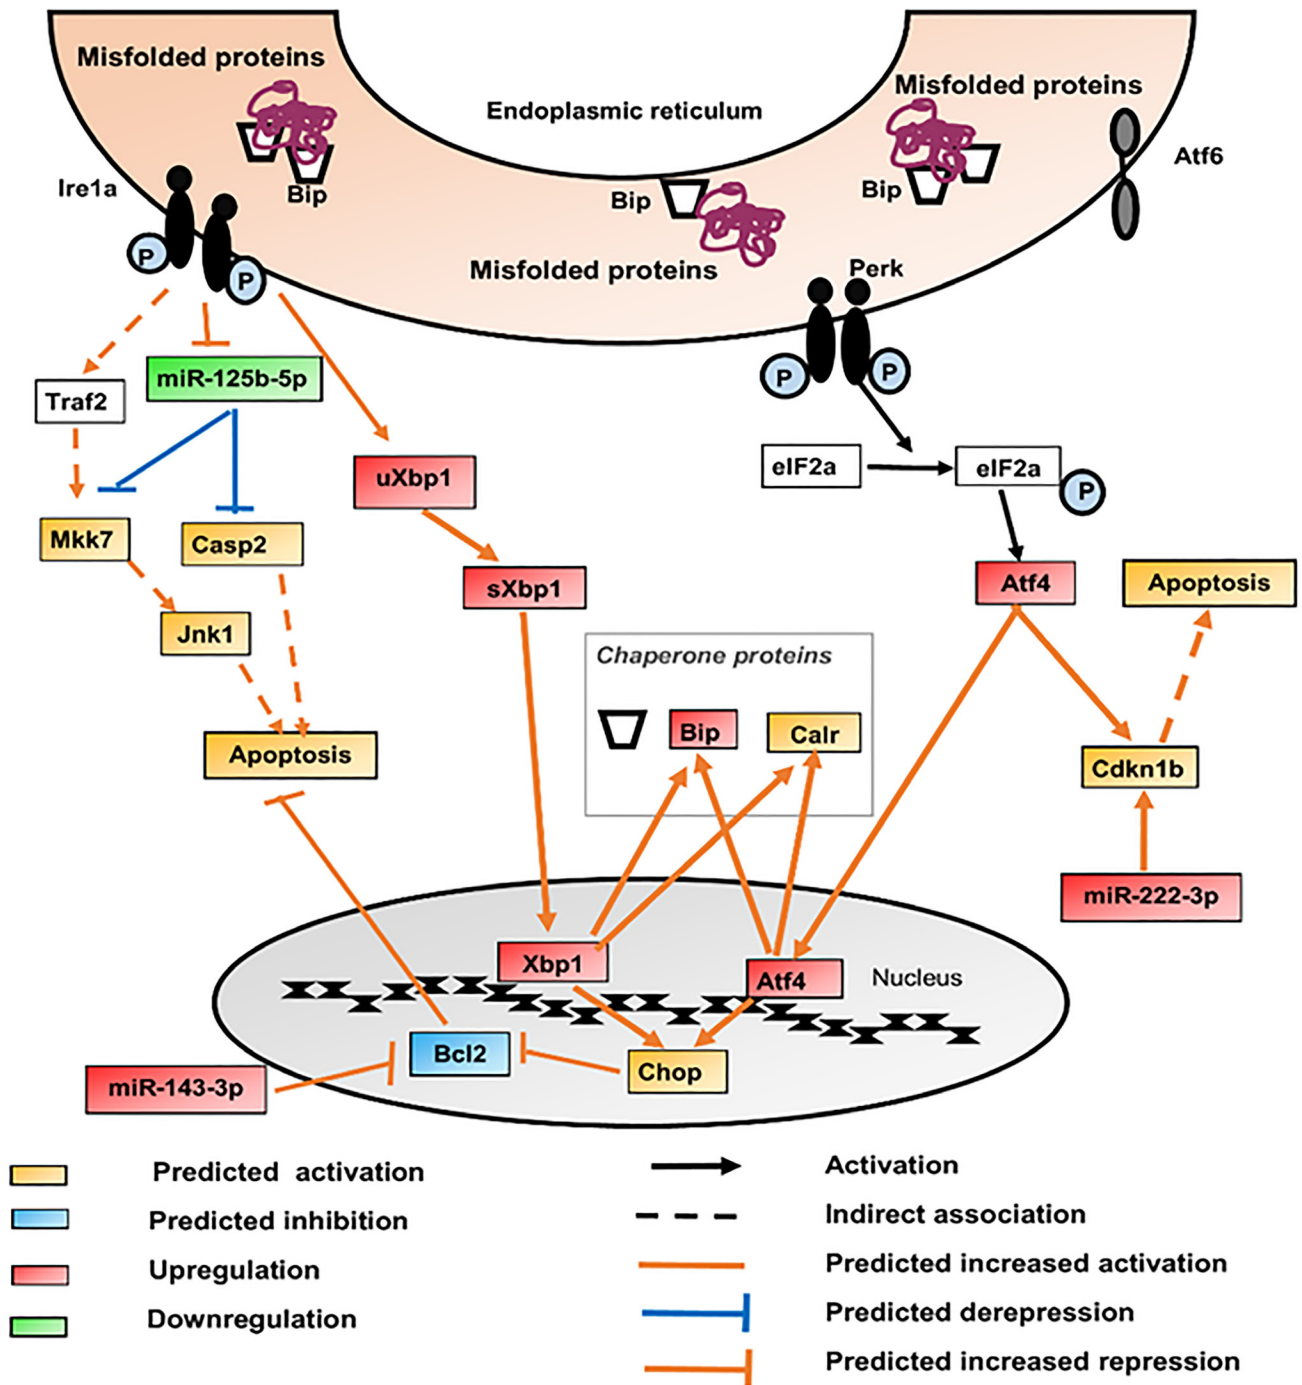 Misfolded proteins
Misfolded proteins
Endoplasmic reticulum
Atf6
Ire1a
Bip
Bip
Bip
P
Misfolded proteins
Perk
P
P
P
miR-125b-5p
Traf2
uXbp1
eIF2a
eIF2a
P
Mkk7
Casp2
sXbp1
Atf4
Apoptosis
Jnk1
Chaperone proteins
Bip
Calr
Apoptosis
Cdkn1b
miR-222-3p
Xbp1
Atf4
Nucleus
Bcl2
Chop
miR-143-3p
Predicted activation
Predicted inhibition
Upregulation
Downregulation
Activation
Indirect association
Predicted increased activation
Predicted derepression
Predicted increased repression